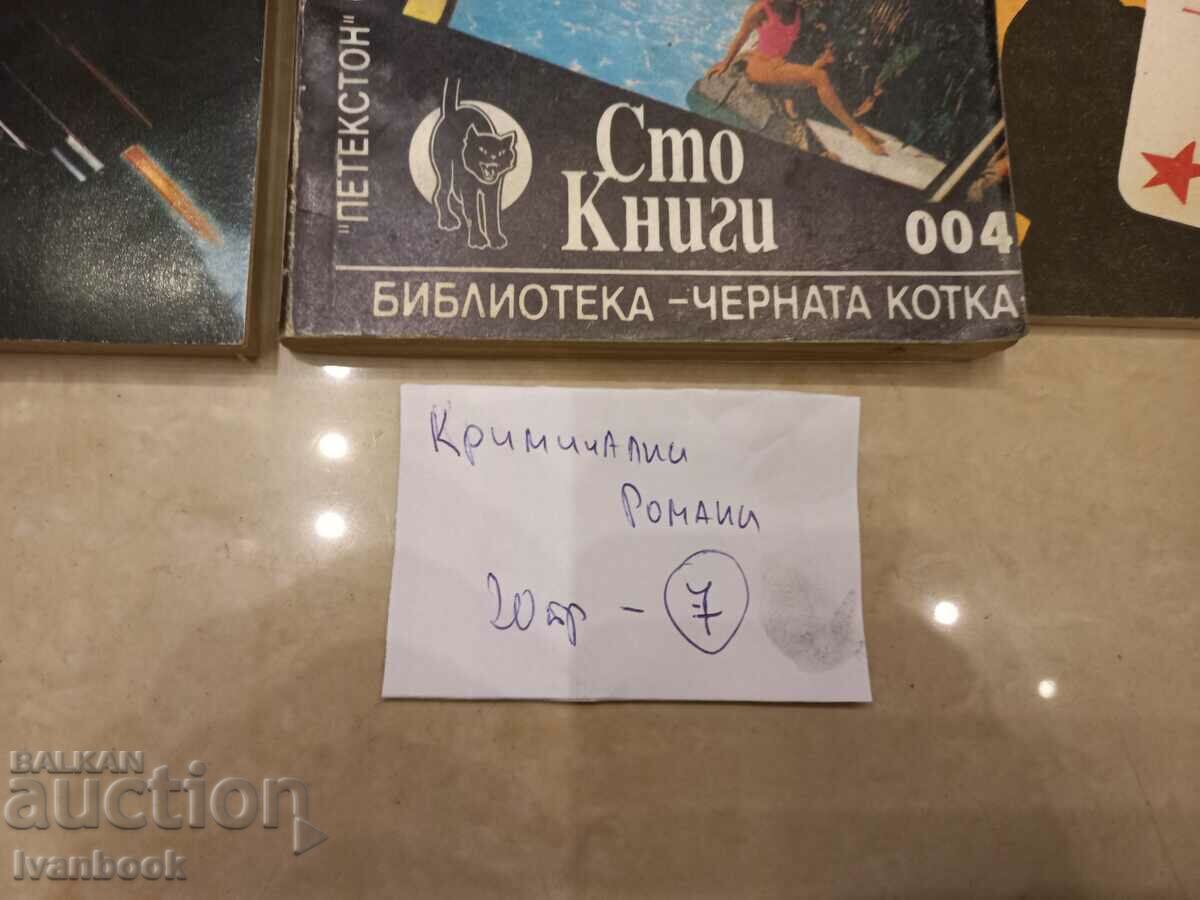 "ПЕТЕКСТОН"
Сто
Книги
004
БИБЛИОТЕКА - ЧЕРНАТА КОТКА
Криминални
Романи
20бр - 7
BALKAN
auction
Ivanbook